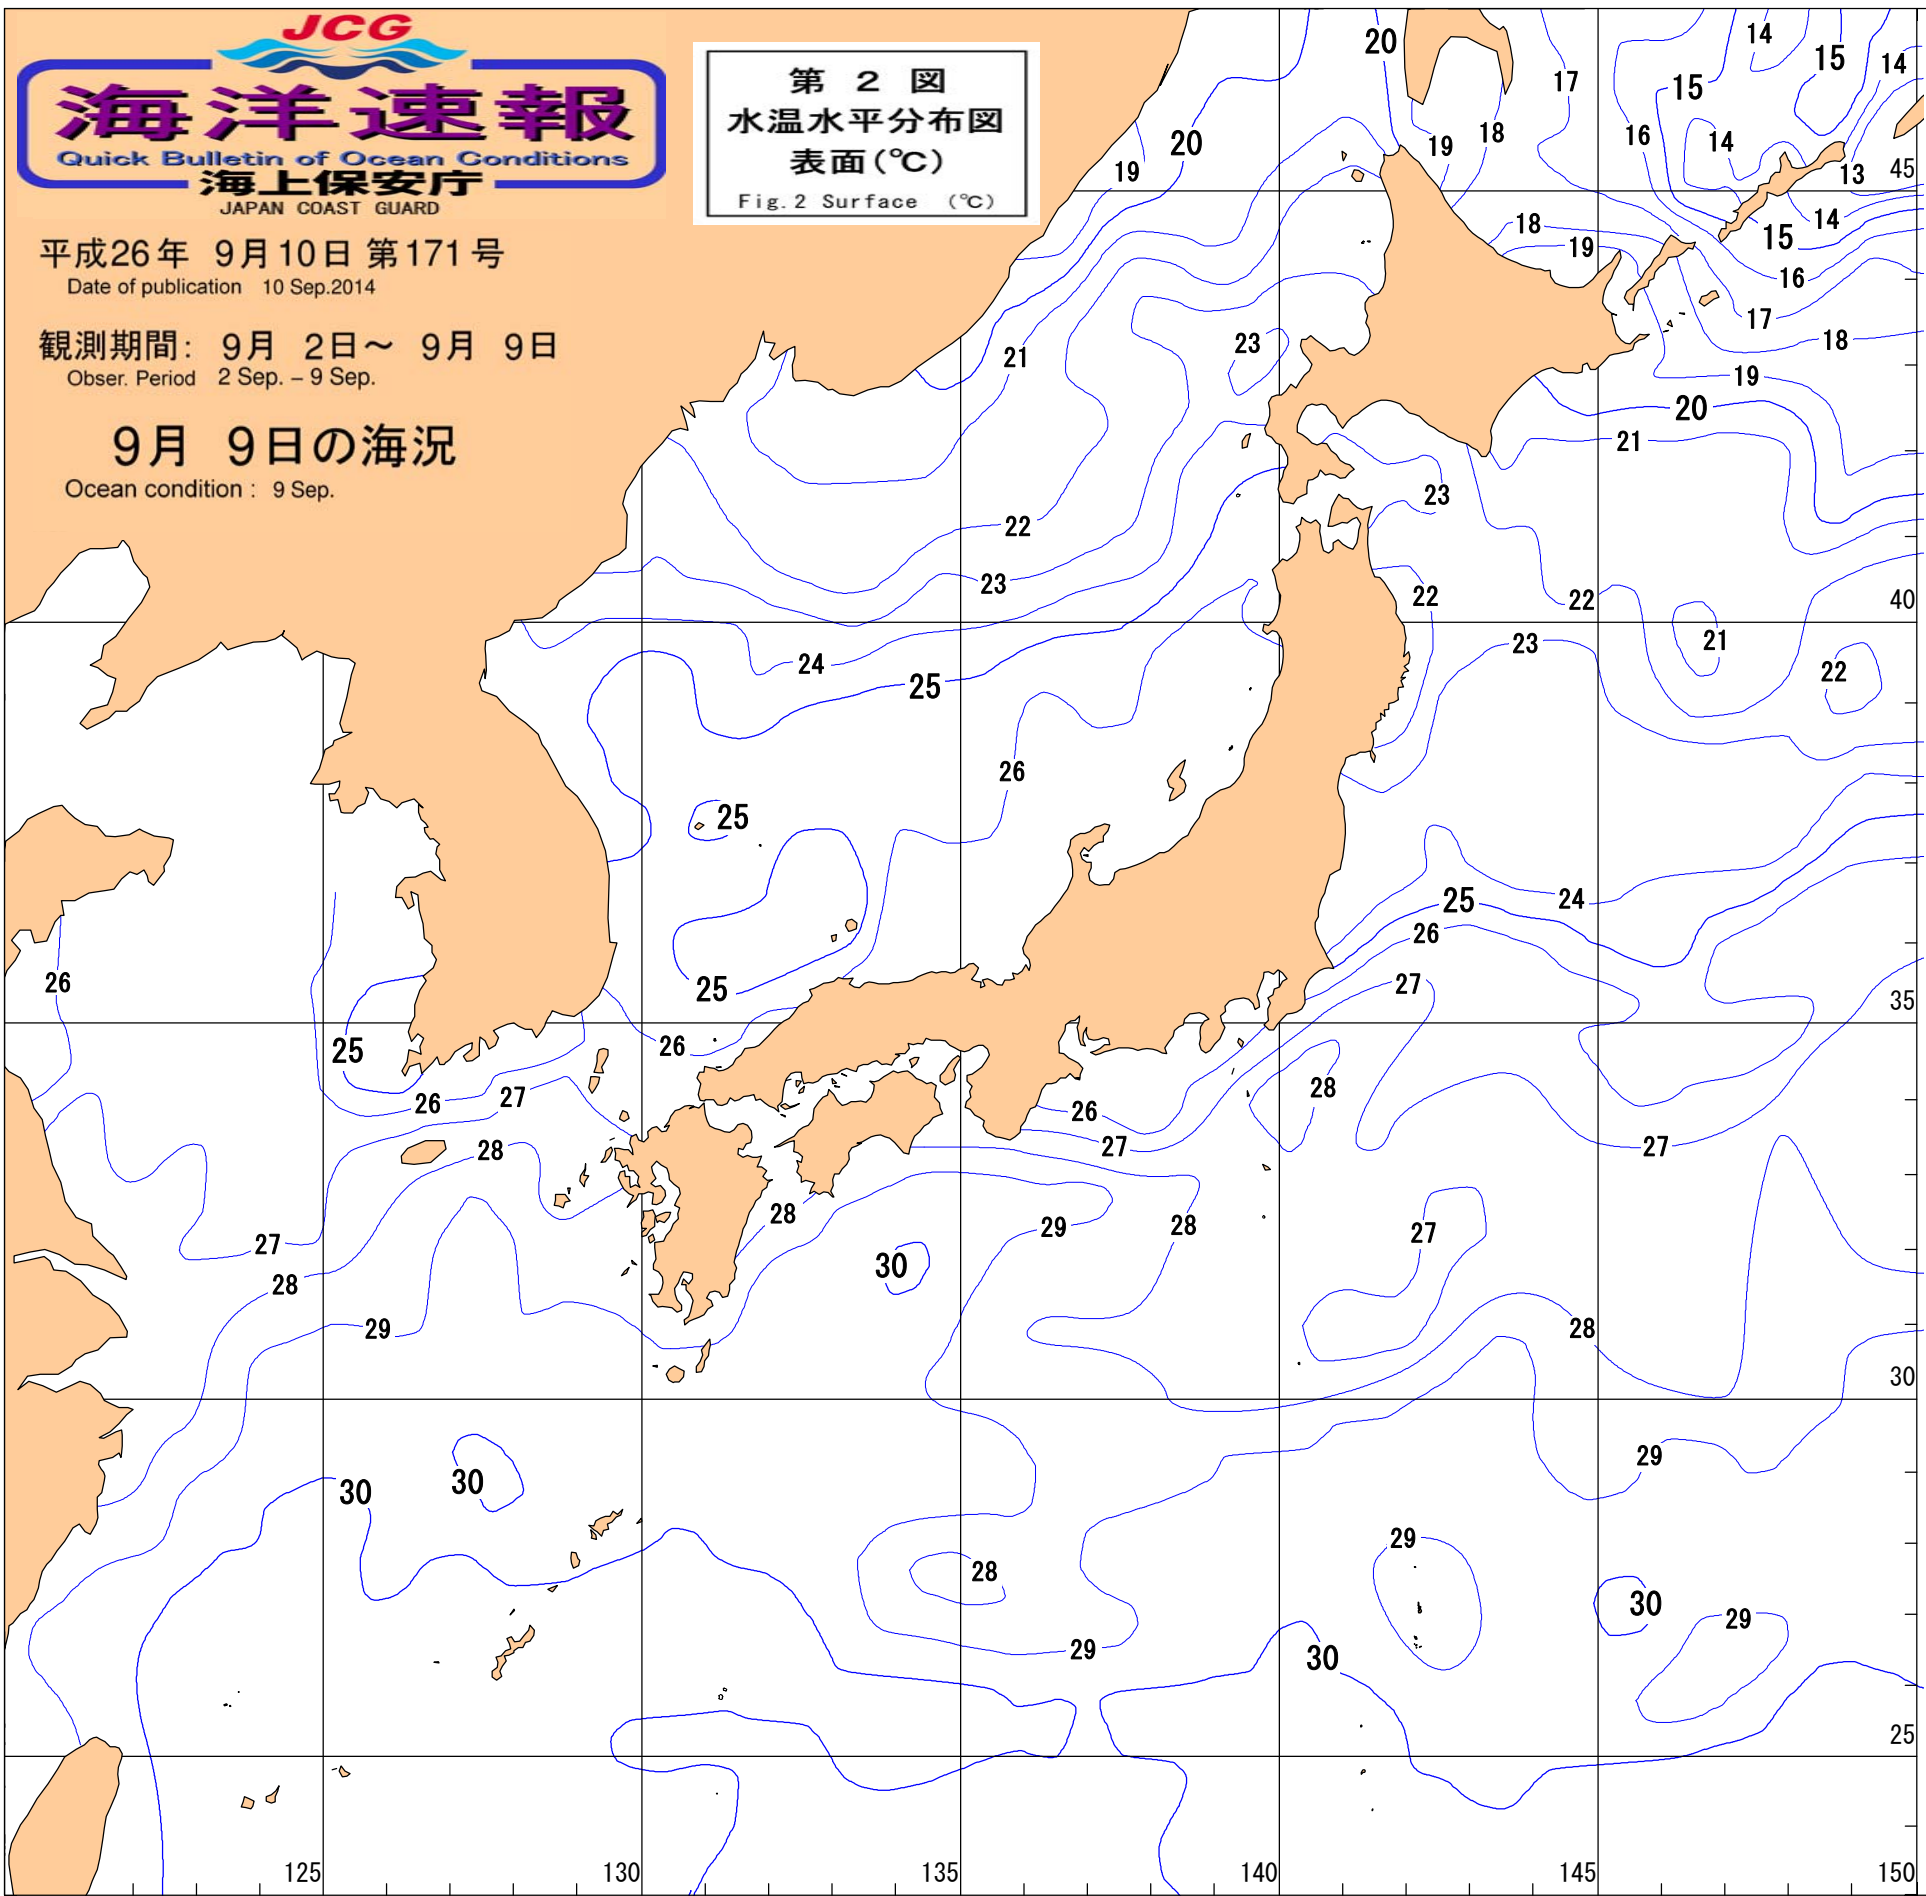 JCG
海洋速報
Quick Bulletin of Ocean Conditions
海上保安庁
JAPAN COAST GUARD
平成26年 9月10日 第171号
Date of publication 10 Sep.2014
観測期間: 9月 2日～ 9月 9日
Obser. Period 2 Sep. – 9 Sep.
9月 9日の海況
Ocean condition : 9 Sep.
第 2 図
水温水平分布図
表面(℃)
Fig.2 Surface (℃)
20 17 14 15 14
15
19 20 19 18 16 14 13 45
18 19 14 15 16
17
23 21 18
19
20
21
23
22
23 22 22 40
24 23 21 22
25
26
25
24
25
26
26 25 27 35
25 26
26 27 28 26
28 27 27
28 29 28 27
27 30
28
29 28
30
29
30 30
29
28 30
29
29 30
25
125 130 135 140 145 150